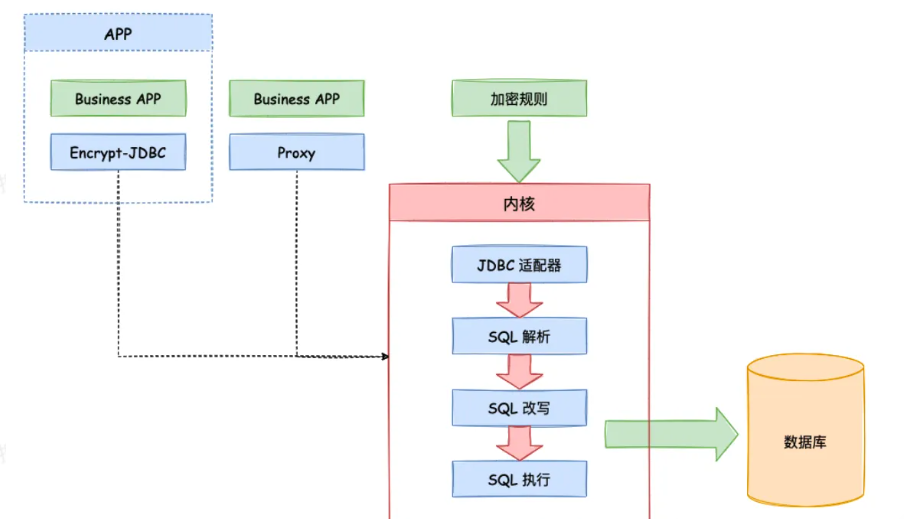 APP
Business APP
Business APP
加密规则
Encrypt-JDBC
Proxy
内核
JDBC 适配器
SQL 解析
SQL 改写
数据库
SQL 执行